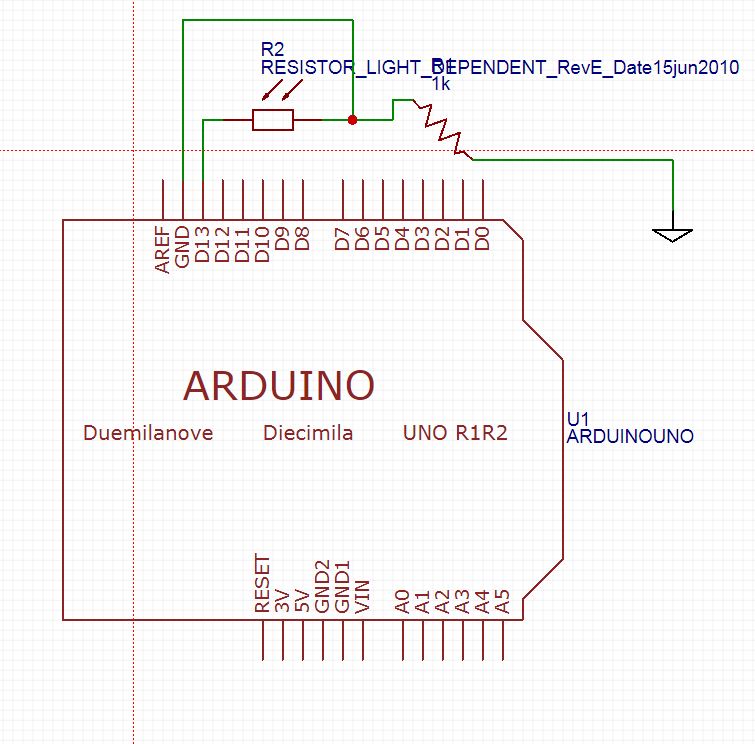 R2
RESISTOR_LIGHT_DEPENDENT_RevE_Date15jun2010
R1
1k
AREF
GND
D13
D12
D11
D10
D9
D8
D7
D6
D5
D4
D3
D2
D1
D0
ARDUINO
Duemilanove Diecimila UNO R1R2
U1
ARDUINOUNO
RESET
3V
5V
GND2
GND1
VIN
A0
A1
A2
A3
A4
A5